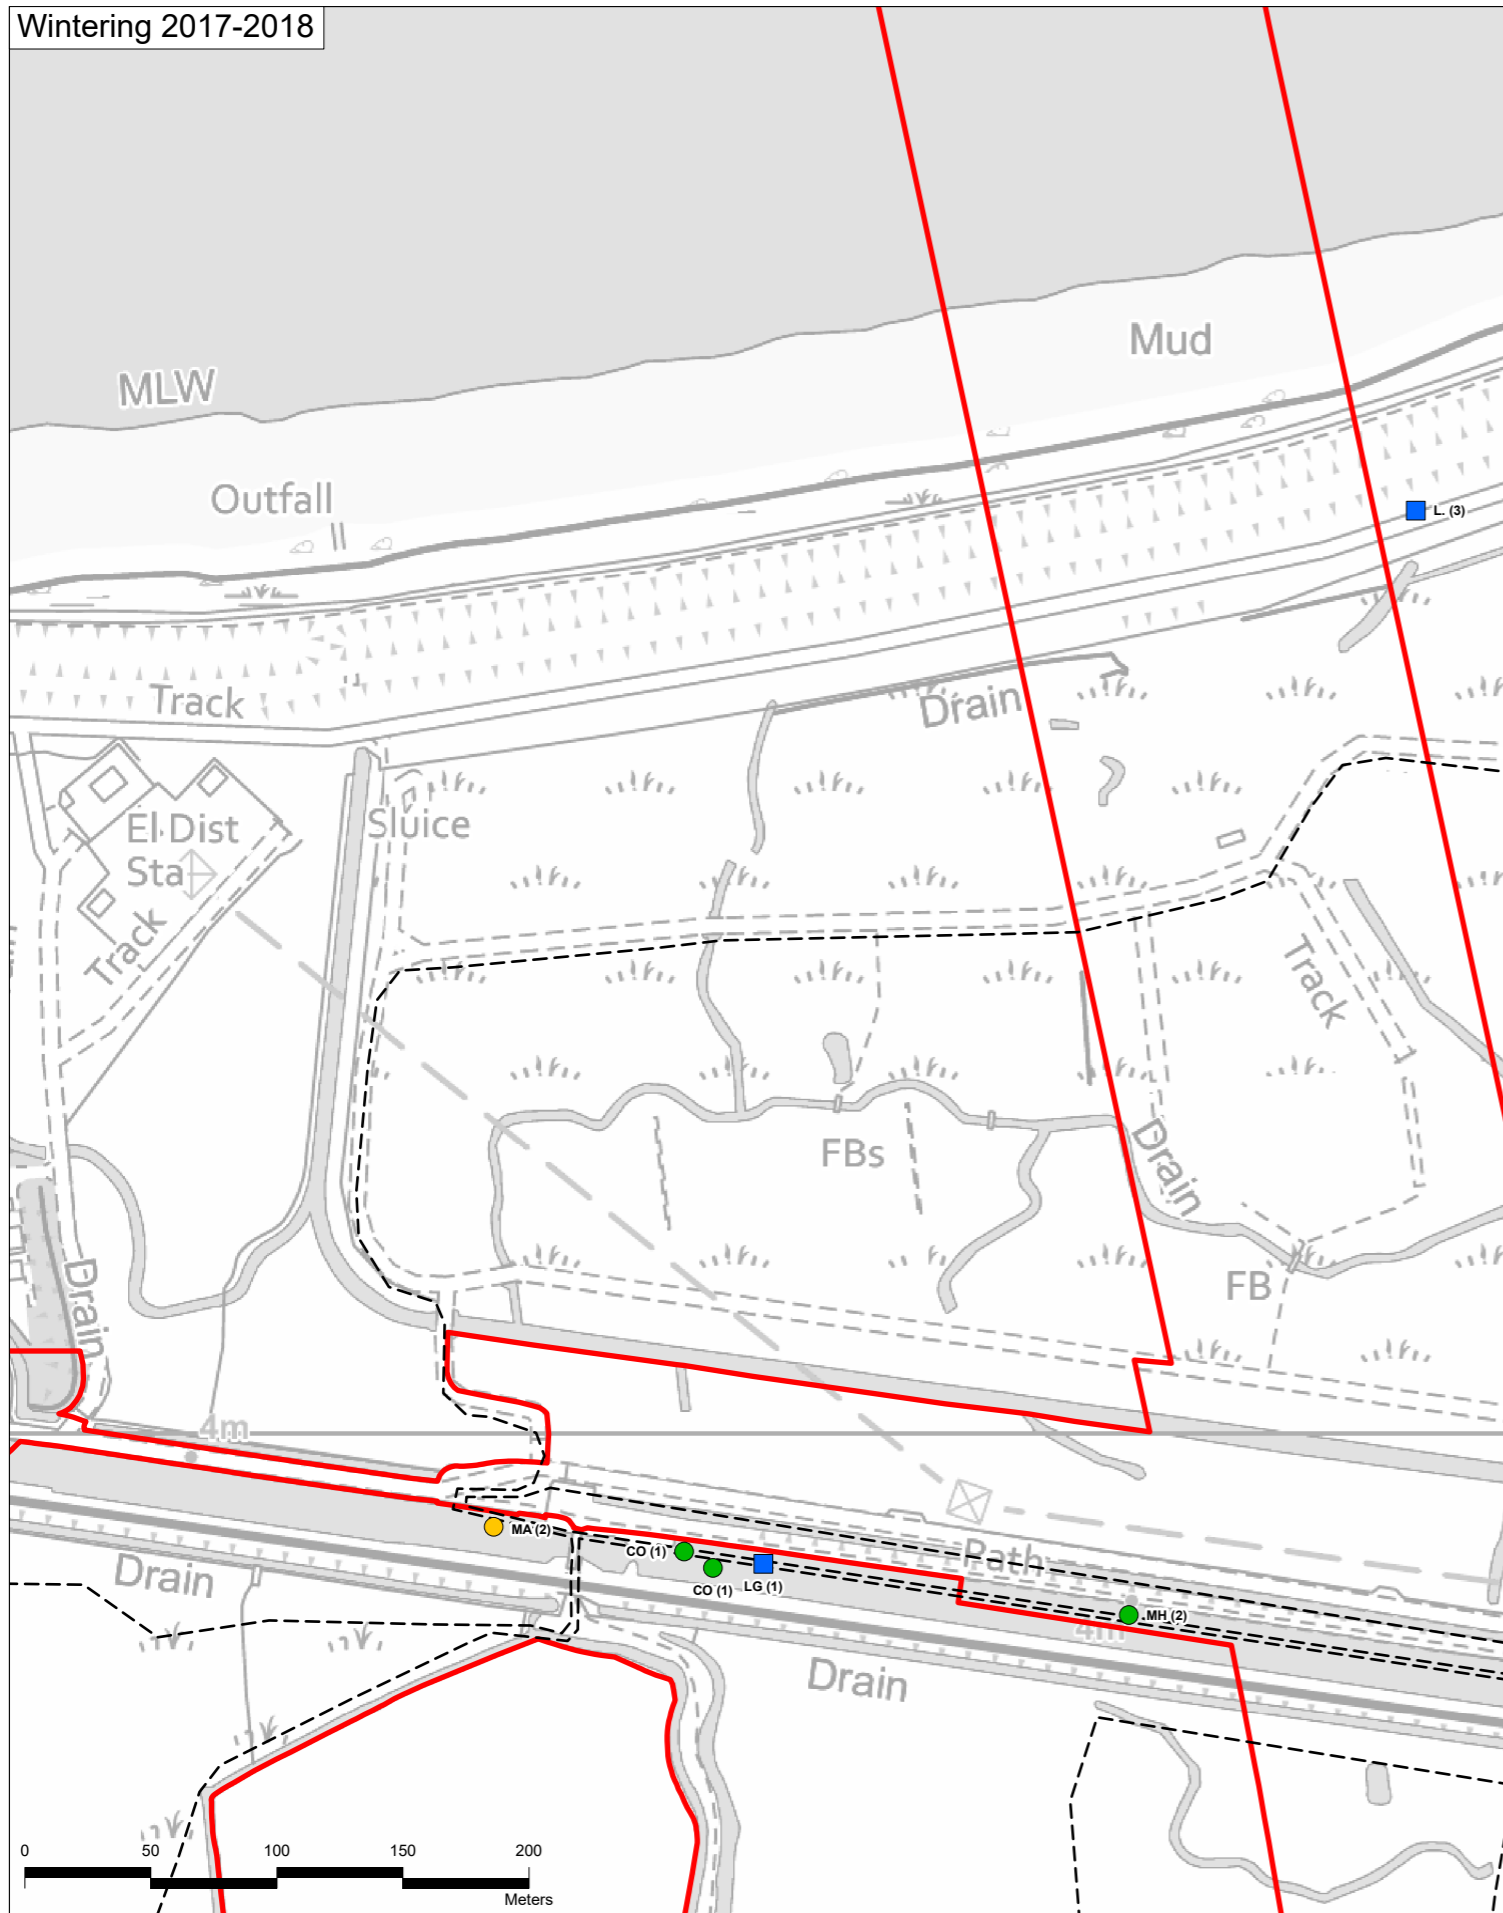 Wintering 2017-2018
Mud
MLW
Outfall
L. (3)
Track
Drain
El Dist
Sta
Sluice
Track
Track
FBs
Drain
Drain
FB
4m
MA (2)
CO (1)
CO (1)
LG (1)
Path
MH (2)
4m
Drain
Drain
0 50 100 150 200
Meters